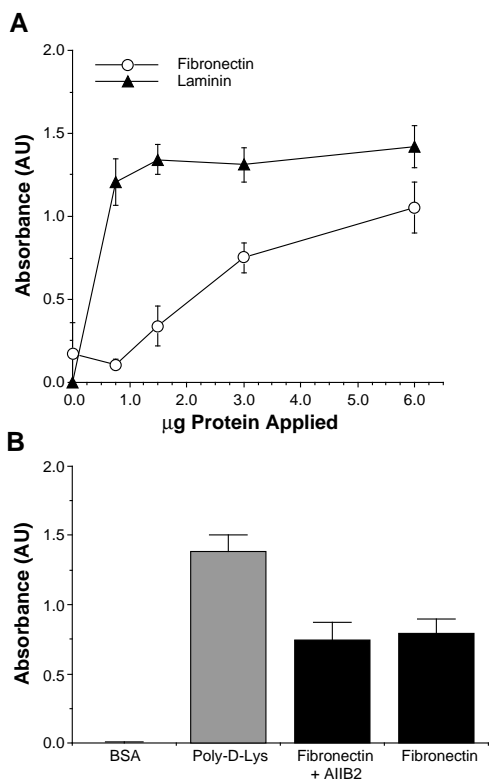 A
2.0
Fibronectin
Laminin
1.5
1.0
0.5
0.0
Absorbance (AU)
0.0 1.0 2.0 3.0 4.0 5.0 6.0
μg Protein Applied
B
2.0
1.5
1.0
0.5
0.0
Absorbance (AU)
BSA Poly-D-Lys Fibronectin Fibronectin
+ AIIB2